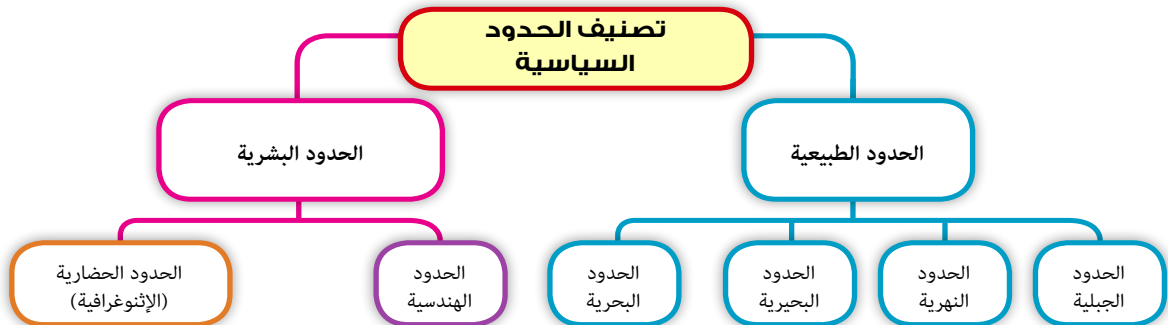 تصنيف الحدود
السياسية
الحدود الطبيعية
الحدود البشرية
الحدود
الجبلية
الحدود
النهرية
الحدود
البحيرية
الحدود
البحرية
الحدود
الهندسية
الحدود الحضارية
(الإثنوغرافية)